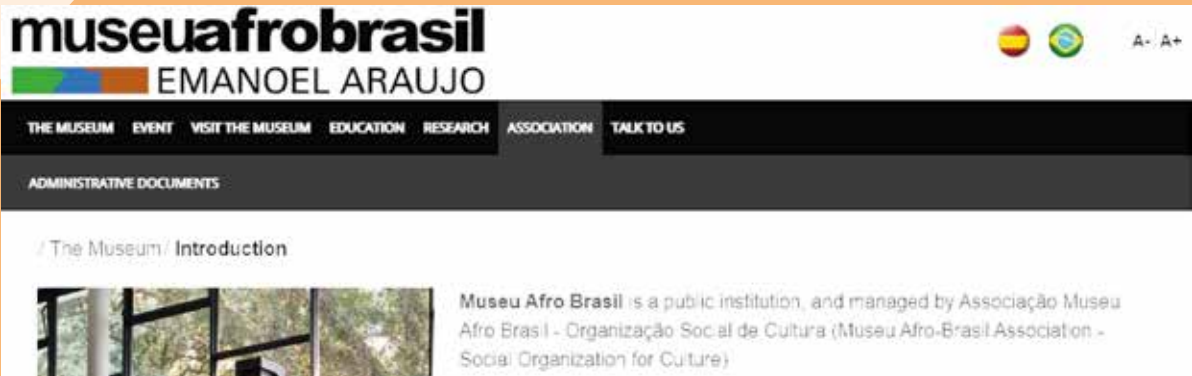 museuafrobrasil
EMANOEL ARAUJO
A- A+
THE MUSEUM EVENT VISIT THE MUSEUM EDUCATION RESEARCH ASSOCIATION TALK TO US
ADMINISTRATIVE DOCUMENTS
/ The Museum / Introduction
Museu Afro Brasil is a public institution, and managed by Associação Museu
Afro Brasil - Organização Social de Cultura (Museu Afro-Brasil Association -
Social Organization for Culture)